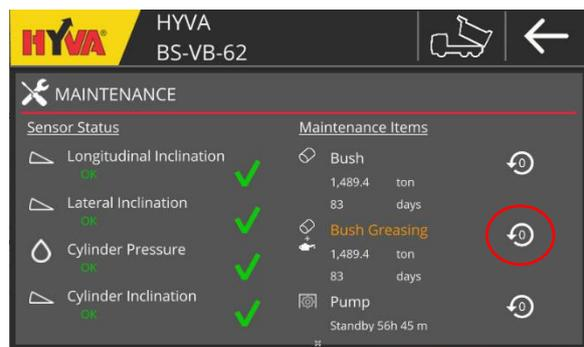 HYVA
HYVA
BS-VB-62
MAINTENANCE
Sensor Status
Longitudinal Inclination
OK
Lateral Inclination
OK
Cylinder Pressure
OK
Cylinder Inclination
OK
Maintenance Items
Bush
0
1,489.4 ton
83 days
Bush Greasing
0
1,489.4 ton
83 days
Pump
0
Standby 56h 45 m